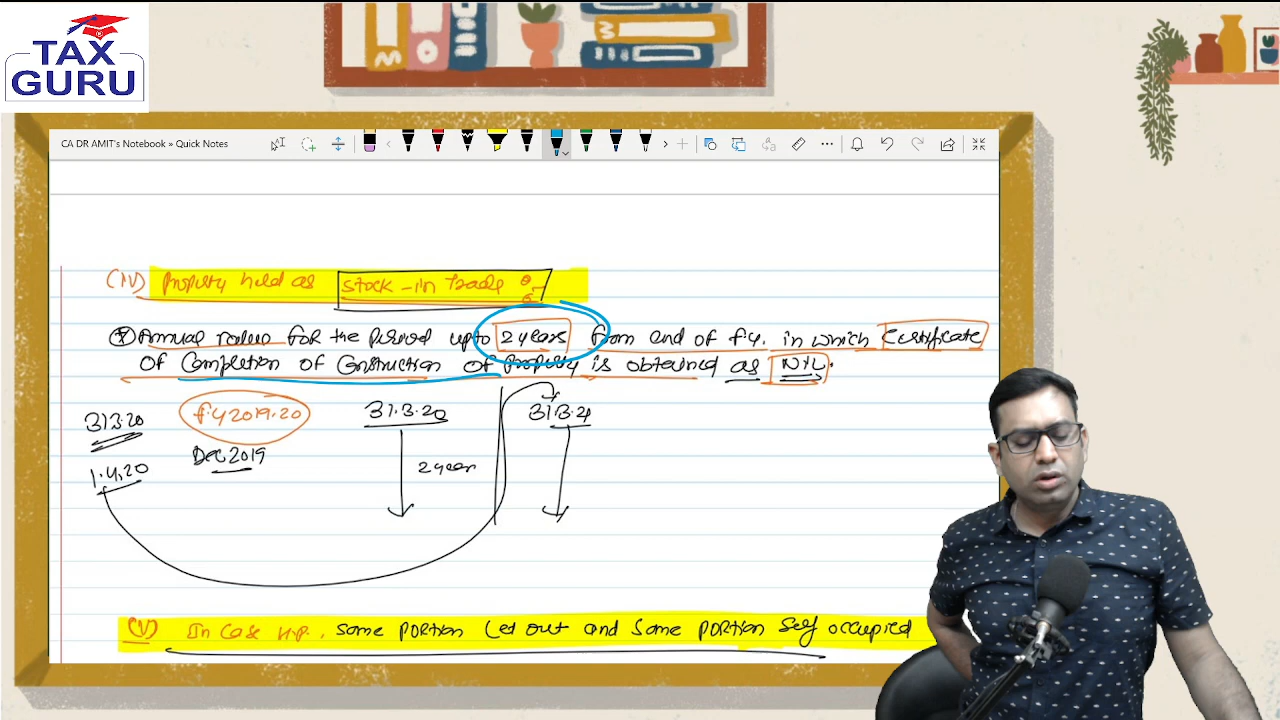 TAX
GURU
CA DR AMIT's Notebook » Quick Notes
(iv) Property held as stock-in trade
Annual value for the period upto 2 years from end of f.y. in which Certificate
of Completion of Construction of Property is obtained as NIL.
31.3.20 f.y 2019.20 31.3.20 31.3.21
Dec 2019 2 year
1.4.20
(v) In case H.P. some portion let out and some portion self occupied